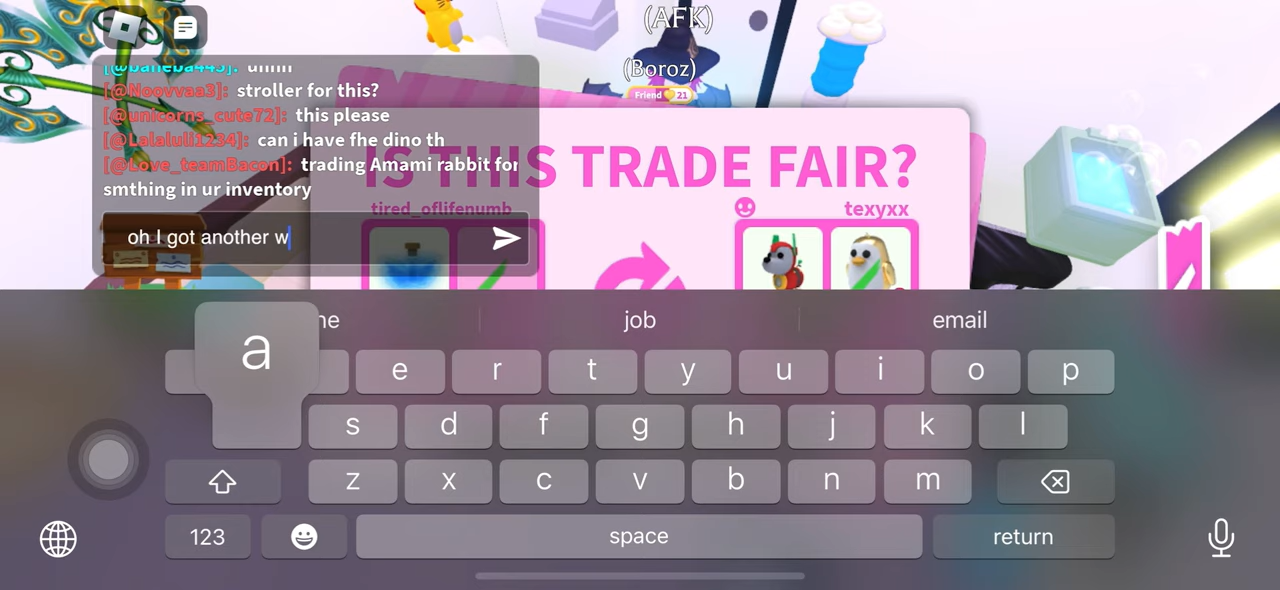 (AFK)
(Boroz)
Friend 21
[@baneba445]:
[@Noovvaa3]: stroller for this?
[@unicorns_cute72]: this please
[@Lalaluli1234]: can i have fhe dino th
[@Love_teamBacon]: trading Amami rabbit for
smthing in ur inventory
oh I got another w
IS THIS TRADE FAIR?
tired_oflifenumb
texyxx
job email
a
e r t y u i o p
s d f g h j k l
z x c v b n m
123 space return